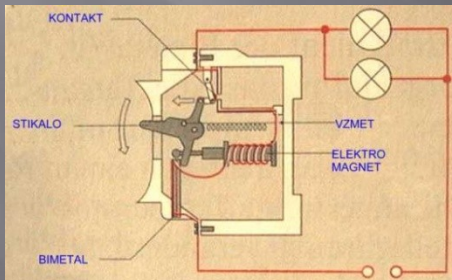 KONTAKT
STIKALO
VZMET
ELEKTRO
MAGNET
BIMETAL